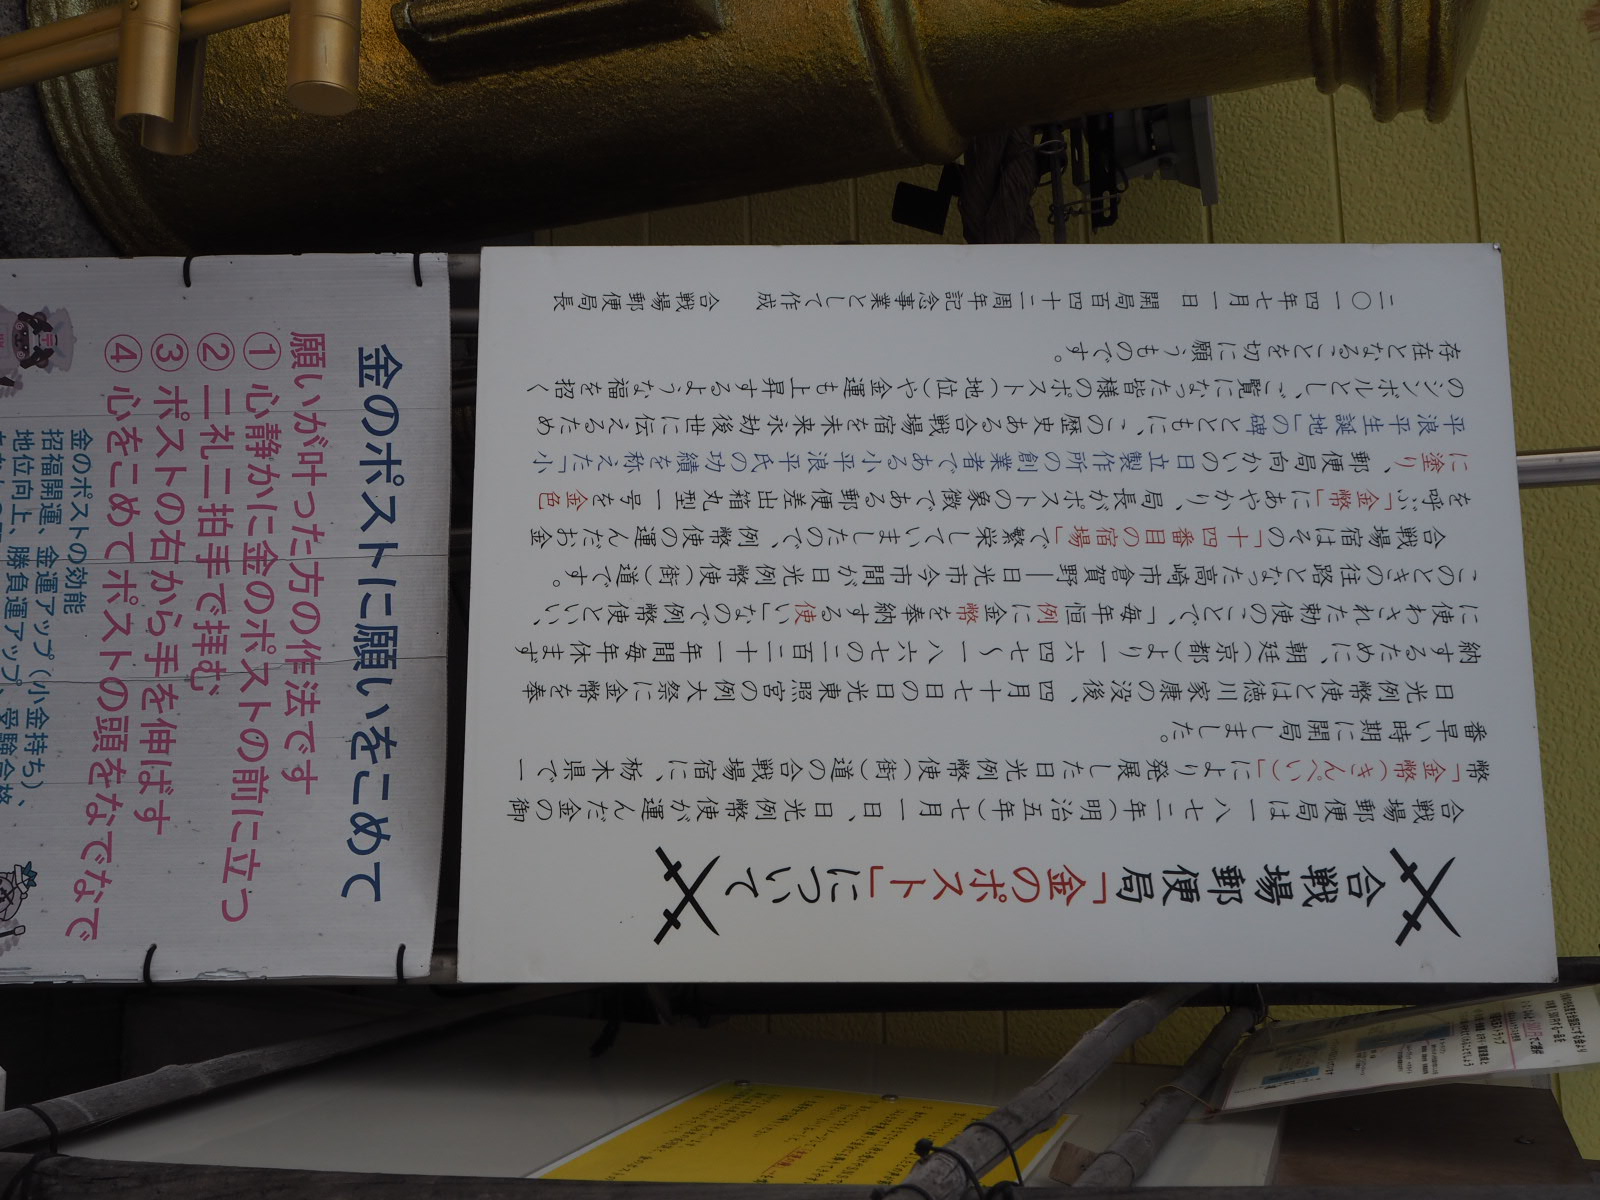 合戦場郵便局「金のポスト」について
合戦場郵便局は一八七二年(明治五年)七月一日、日光例幣使が運んだ金の御
幣「金幣(きんぺい)」により発展した日光例幣使(街)道の合戦場宿に、栃木県で一
番早い時期に開局しました。
日光例幣使とは徳川家康の没後、四月十七日の日光東照宮の例大祭に金幣を奉
納するために、朝廷(京都)より一六四七〜一八六七の二百二十一年間毎年休まず
に使わされた勅使のことで、「毎年恒例に金幣を奉納する使い」なので例幣使といい、
このときの往路となった高崎市倉賀野―日光市今市間が日光例幣使(街)道です。
合戦場宿はその「十四番目の宿場」で繁栄していましたので、例幣使の運んだお金
を呼ぶ「金幣」にあやかり、局長がポストの象徴である郵便差出箱丸型一号を金色
に塗り、郵便局向かいの日立製作所の創業者である小平浪平氏の功績を称えた「小
平浪平生誕地」の碑とともに、この歴史ある合戦場宿を未来永劫後世に伝えるため
のシンボルとし、ご覧になった皆様のポスト(地位)や金運も上昇するような福を招く
存在となることを切に願うものです。
二〇一四年七月一日 開局百四十二周年記念事業として作成 合戦場郵便局長
金のポストに願いをこめて
願いが叶った方の作法です
① 心静かに金のポストの前に立つ
② 二礼二拍手で拝む
③ ポストの右から手を伸ばす
④ 心をこめてポストの頭をなでなで
金のポストの効能
招福開運、金運アップ(小金持ち)、
地位向上、勝負運アップ、受験合格